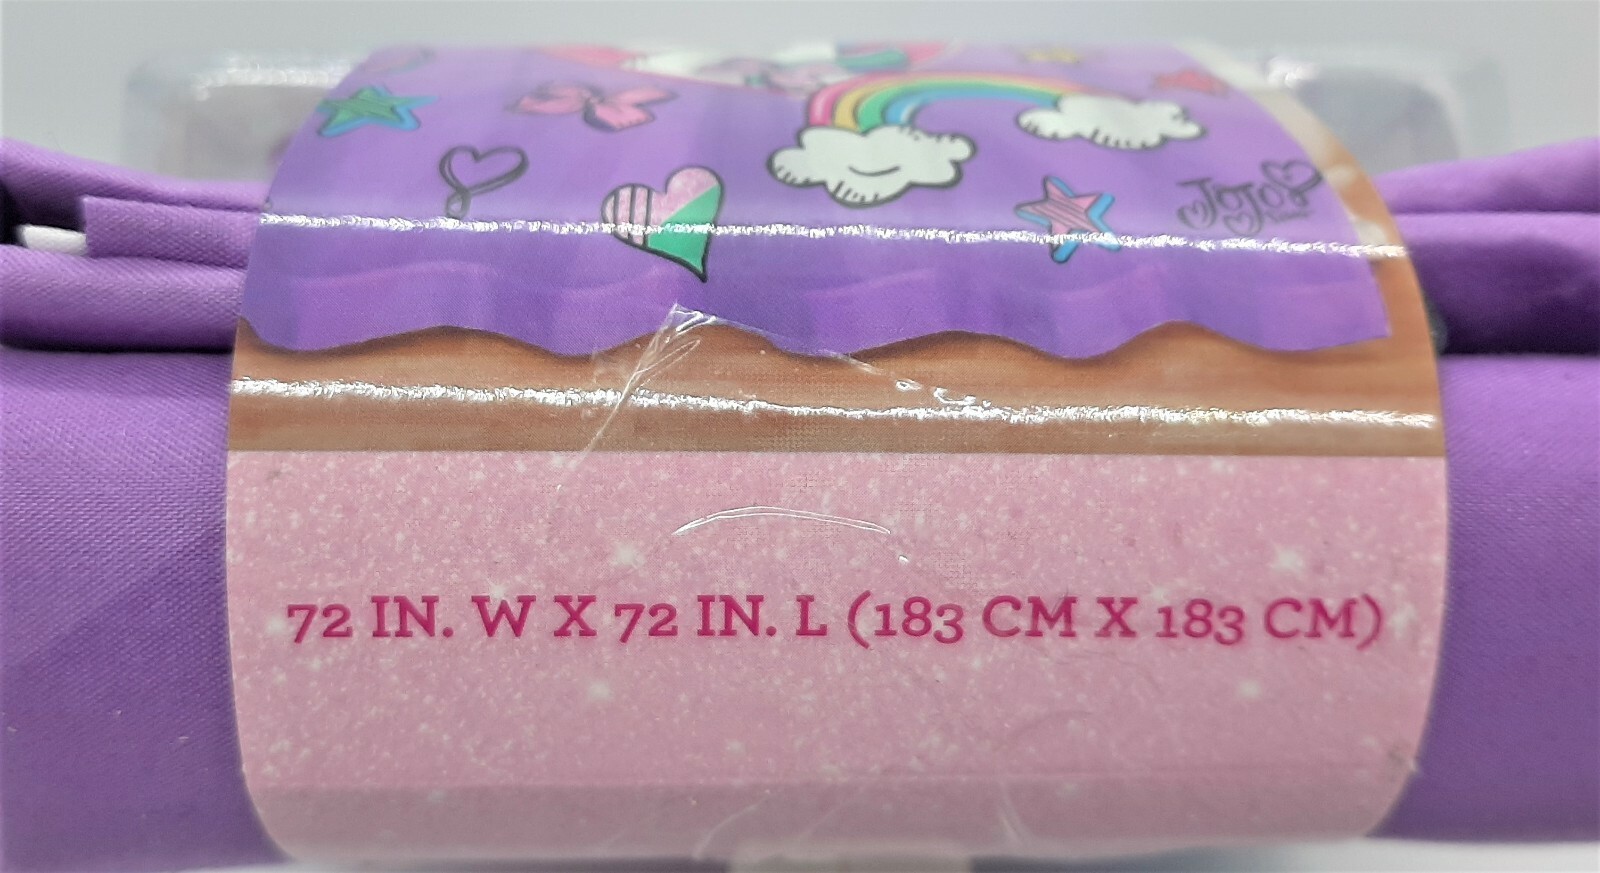 JoJo
72 IN. W X 72 IN. L (183 CM X 183 CM)